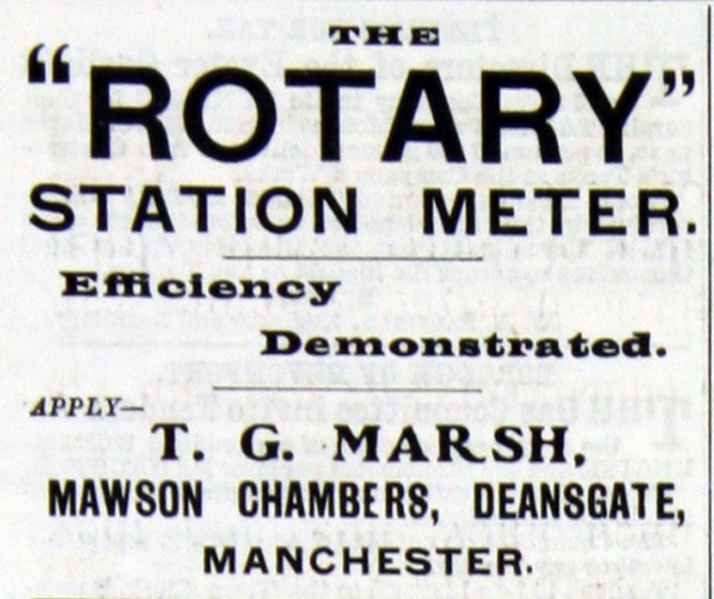 THE
"ROTARY"
STATION METER.
Efficiency
Demonstrated.
APPLY—
T. G. MARSH,
MAWSON CHAMBERS, DEANSGATE,
MANCHESTER.